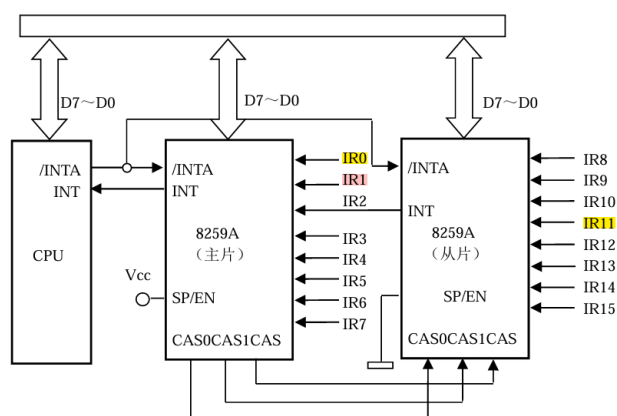 D7～D0
D7～D0
D7～D0
/INTA
INT
CPU
/INTA
INT
8259A
（主片）
Vcc
SP/EN
CAS0CAS1CAS
IR0
IR1
IR2
IR3
IR4
IR5
IR6
IR7
/INTA
INT
8259A
（从片）
SP/EN
CAS0CAS1CAS
IR8
IR9
IR10
IR11
IR12
IR13
IR14
IR15